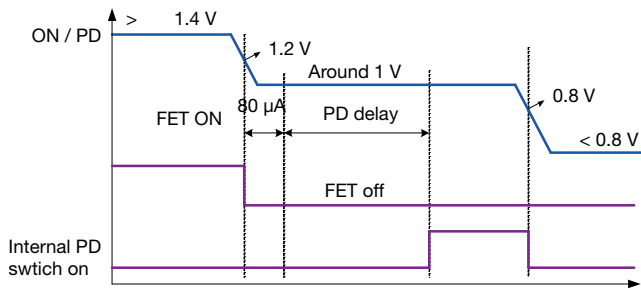 > 1.4 V
ON / PD
1.2 V
Around 1 V
0.8 V
80 µA
FET ON
PD delay
< 0.8 V
FET off
Internal PD
swtich on